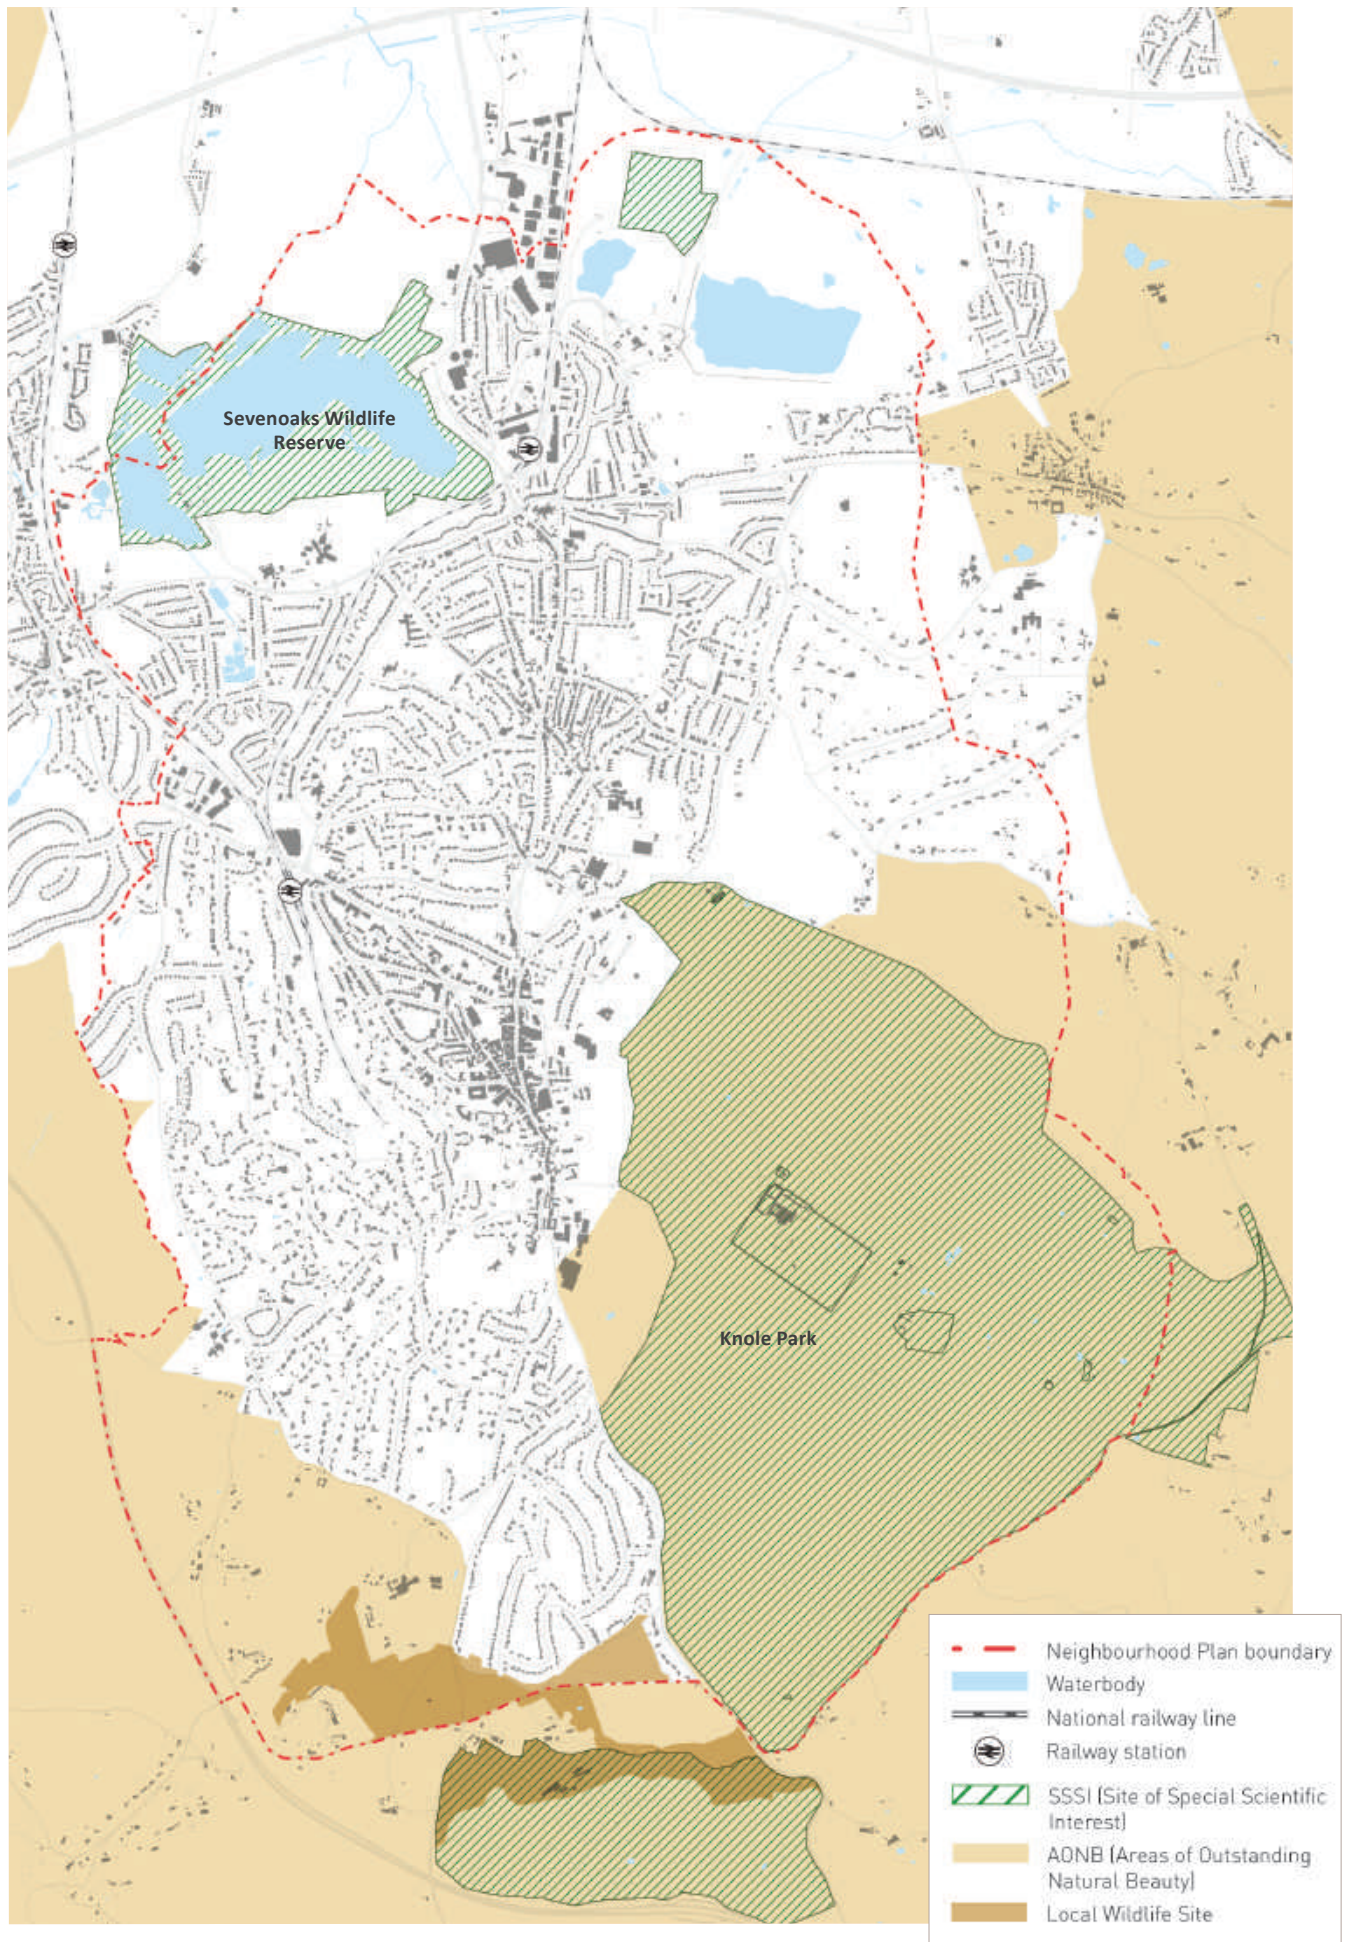 Sevenoaks Wildlife
Reserve
Knole Park
Neighbourhood Plan boundary
Waterbody
National railway line
Railway station
SSSI (Site of Special Scientific
Interest)
AONB (Areas of Outstanding
Natural Beauty)
Local Wildlife Site